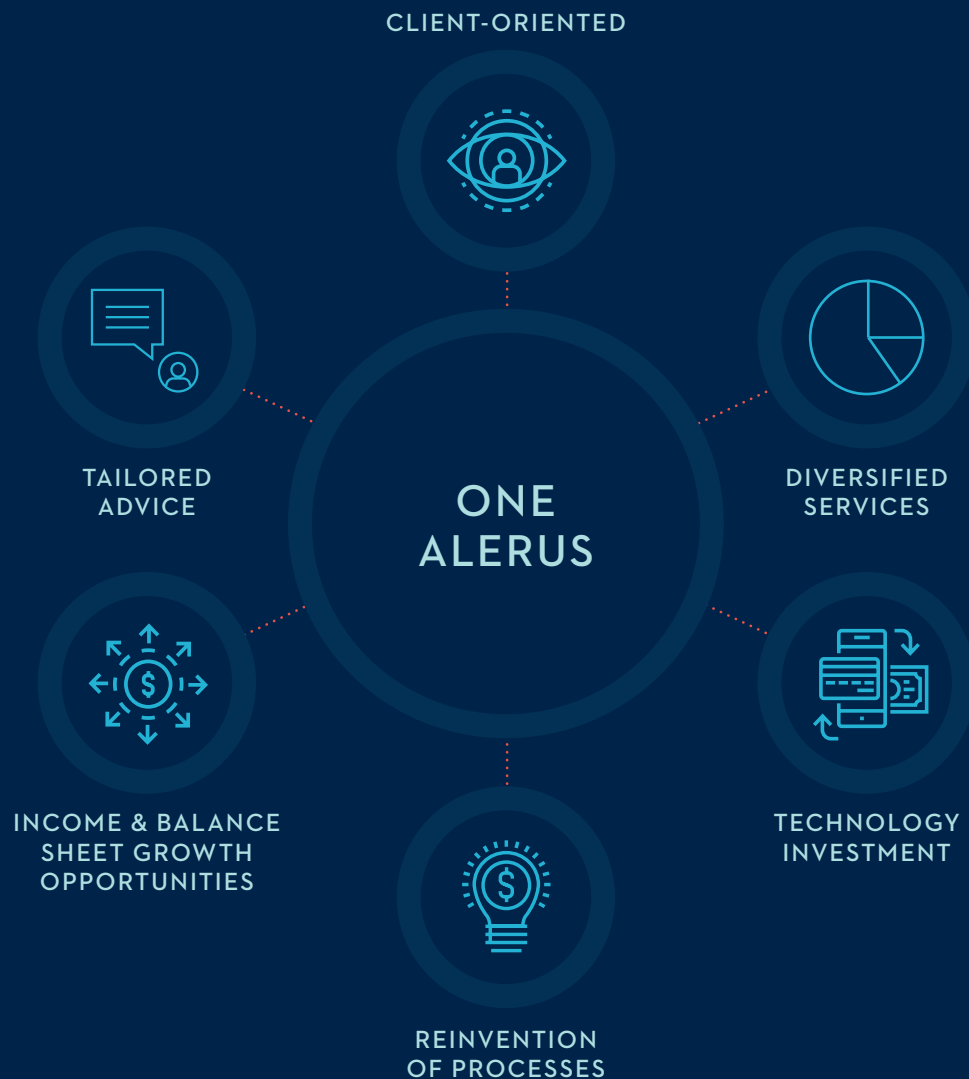 CLIENT-ORIENTED
TAILORED
ADVICE
DIVERSIFIED
SERVICES
ONE
ALERUS
INCOME & BALANCE
SHEET GROWTH
OPPORTUNITIES
TECHNOLOGY
INVESTMENT
REINVENTION
OF PROCESSES
$
$